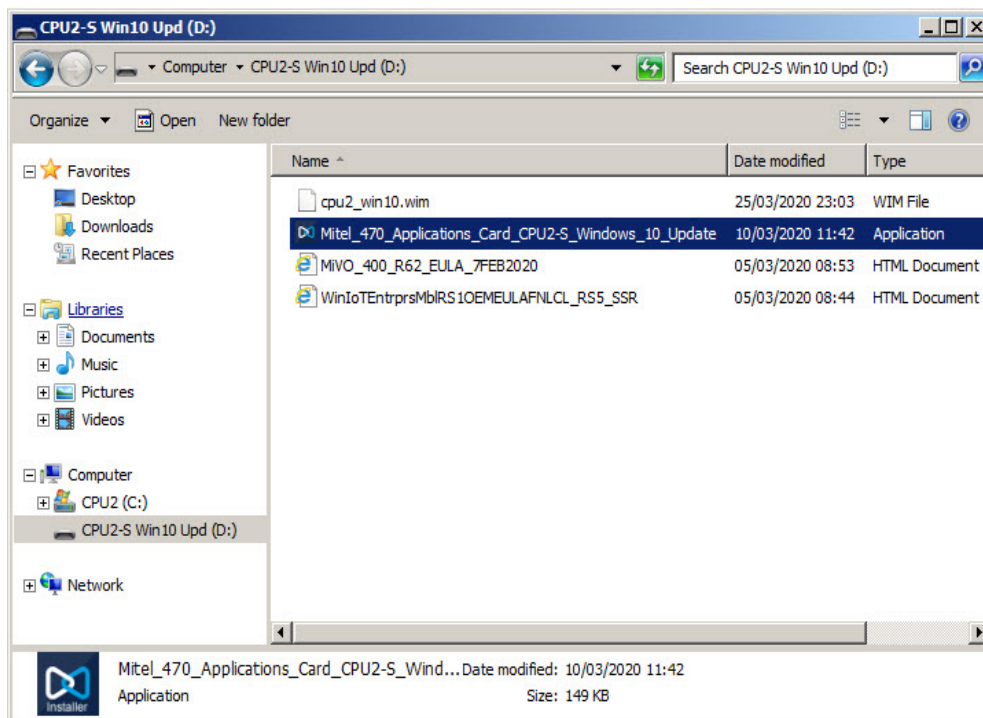 CPU2-S Win10 Upd (D:)
Computer CPU2-S Win10 Upd (D:) Search CPU2-S Win10 Upd (D:)
Organize Open New folder
Favorites
Desktop
Downloads
Recent Places
Libraries
Documents
Music
Pictures
Videos
Computer
CPU2 (C:)
CPU2-S Win10 Upd (D:)
Network
Name Date modified Type
cpu2_win10.wim 25/03/2020 23:03 WIM File
Mitel_470_Applications_Card_CPU2-S_Windows_10_Update 10/03/2020 11:42 Application
MiVO_400_R62_EULA_7FEB2020 05/03/2020 08:53 HTML Document
WinIoTEntrprsMblRS1OEMEULAFNLCL_RS5_SSR 05/03/2020 08:44 HTML Document
Installer
Mitel_470_Applications_Card_CPU2-S_Wind... Date modified: 10/03/2020 11:42
Application Size: 149 KB